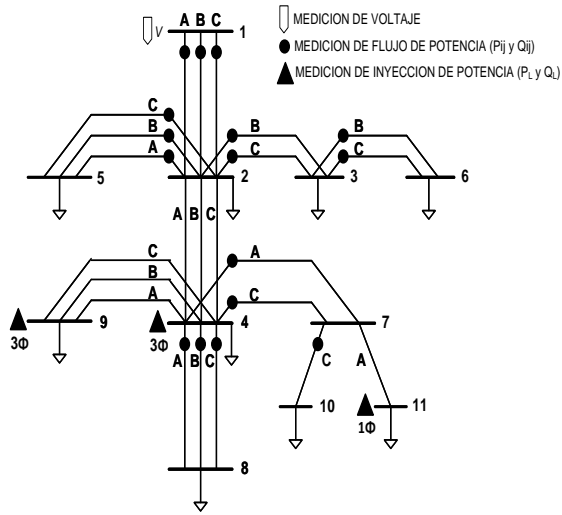 V
A B C
1
MEDICION DE VOLTAJE
MEDICION DE FLUJO DE POTENCIA (Pij y Qij)
MEDICION DE INYECCION DE POTENCIA (PL y QL)
C
B
A
B
C
B
C
5
2
3
6
A B C
C
B
A
A
C
9
4
7
3Φ
3Φ
A B C
C
A
10
11
1Φ
8